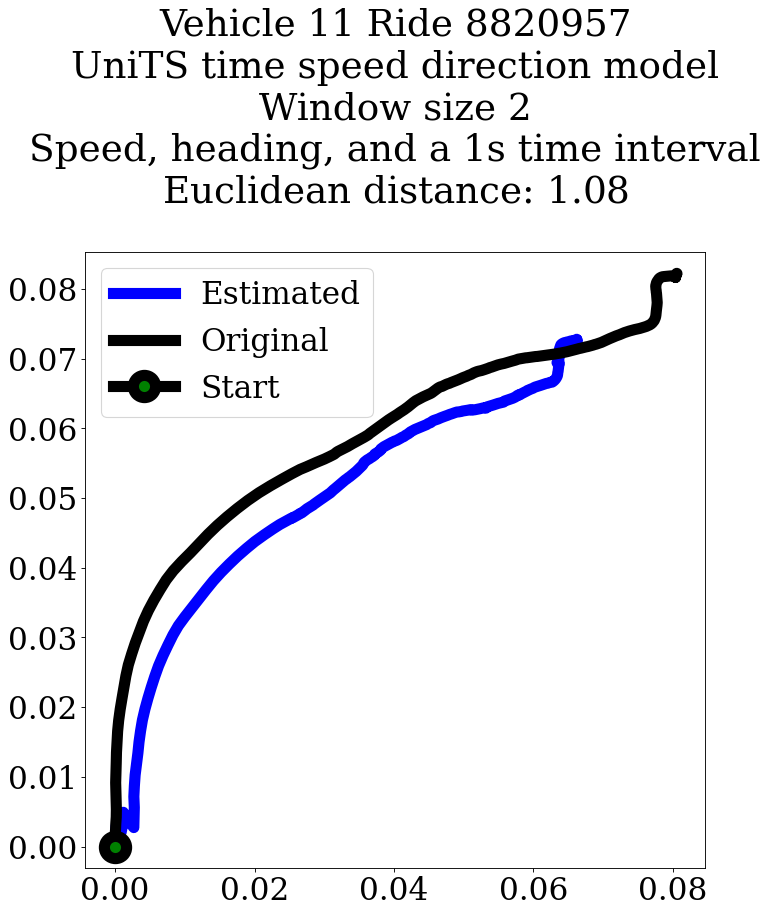 Vehicle 11 Ride 8820957
UniTS time speed direction model
Window size 2
Speed, heading, and a 1s time interval
Euclidean distance: 1.08
Estimated
Original
Start
0.08
0.07
0.06
0.05
0.04
0.03
0.02
0.01
0.00
0.00 0.02 0.04 0.06 0.08